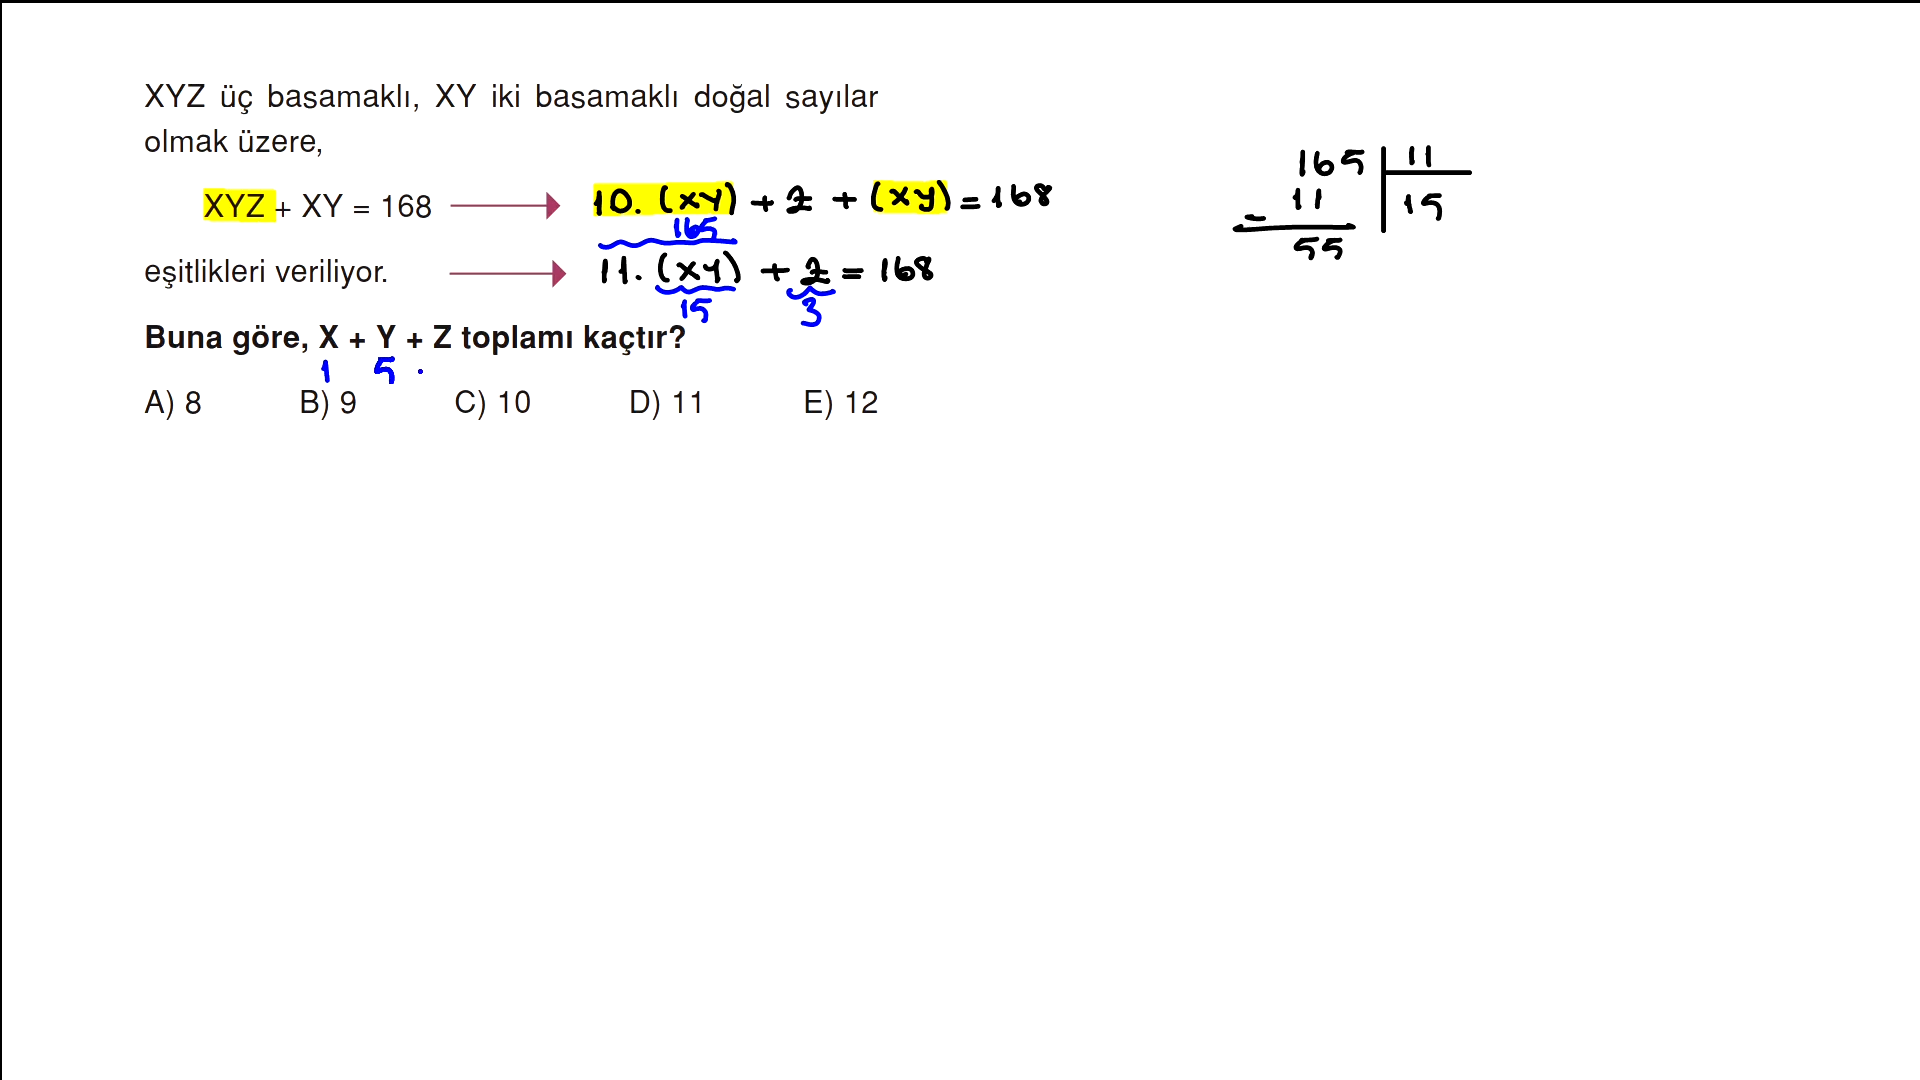 XYZ üç basamaklı, XY iki basamaklı doğal sayılar
olmak üzere,
XYZ + XY = 168 10. (xy) + z + (xy) = 168
165
eşitlikleri veriliyor. 11. (xy) + z = 168
15 3
Buna göre, X + Y + Z toplamı kaçtır?
1 5 .
A) 8 B) 9 C) 10 D) 11 E) 12
165 11
- 11 15
55